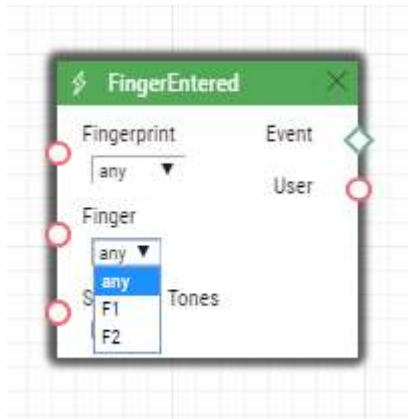 FingerEntered
Fingerprint Event
any
User
Finger
any
any
S Tones
F1
F2